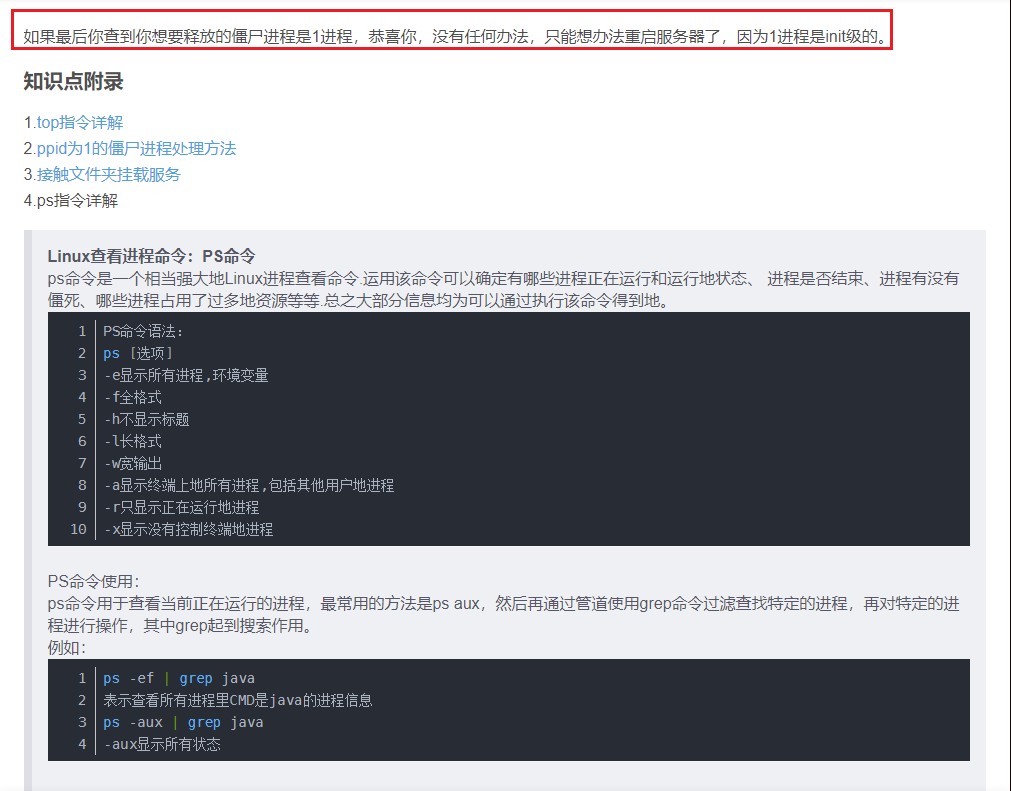 如果最后你查到你想要释放的僵尸进程是1进程，恭喜你，没有任何办法，只能想办法重启服务器了，因为1进程是init级的。
知识点附录
1.top指令详解
2.ppid为1的僵尸进程处理方法
3.接触文件夹挂载服务
4.ps指令详解
Linux查看进程命令：PS命令
ps命令是一个相当强大地Linux进程查看命令.运用该命令可以确定有哪些进程正在运行和运行地状态、 进程是否结束、进程有没有
僵死、哪些进程占用了过多地资源等等.总之大部分信息均为可以通过执行该命令得到地。
1 PS命令语法：
2 ps [选项]
3 -e显示所有进程,环境变量
4 -f全格式
5 -h不显示标题
6 -l长格式
7 -w宽输出
8 -a显示终端上地所有进程,包括其他用户地进程
9 -r只显示正在运行地进程
10 -x显示没有控制终端地进程
PS命令使用：
ps命令用于查看当前正在运行的进程，最常用的方法是ps aux，然后再通过管道使用grep命令过滤查找特定的进程，再对特定的进
程进行操作，其中grep起到搜索作用。
例如：
1 ps -ef | grep java
2 表示查看所有进程里CMD是java的进程信息
3 ps -aux | grep java
4 -aux显示所有状态